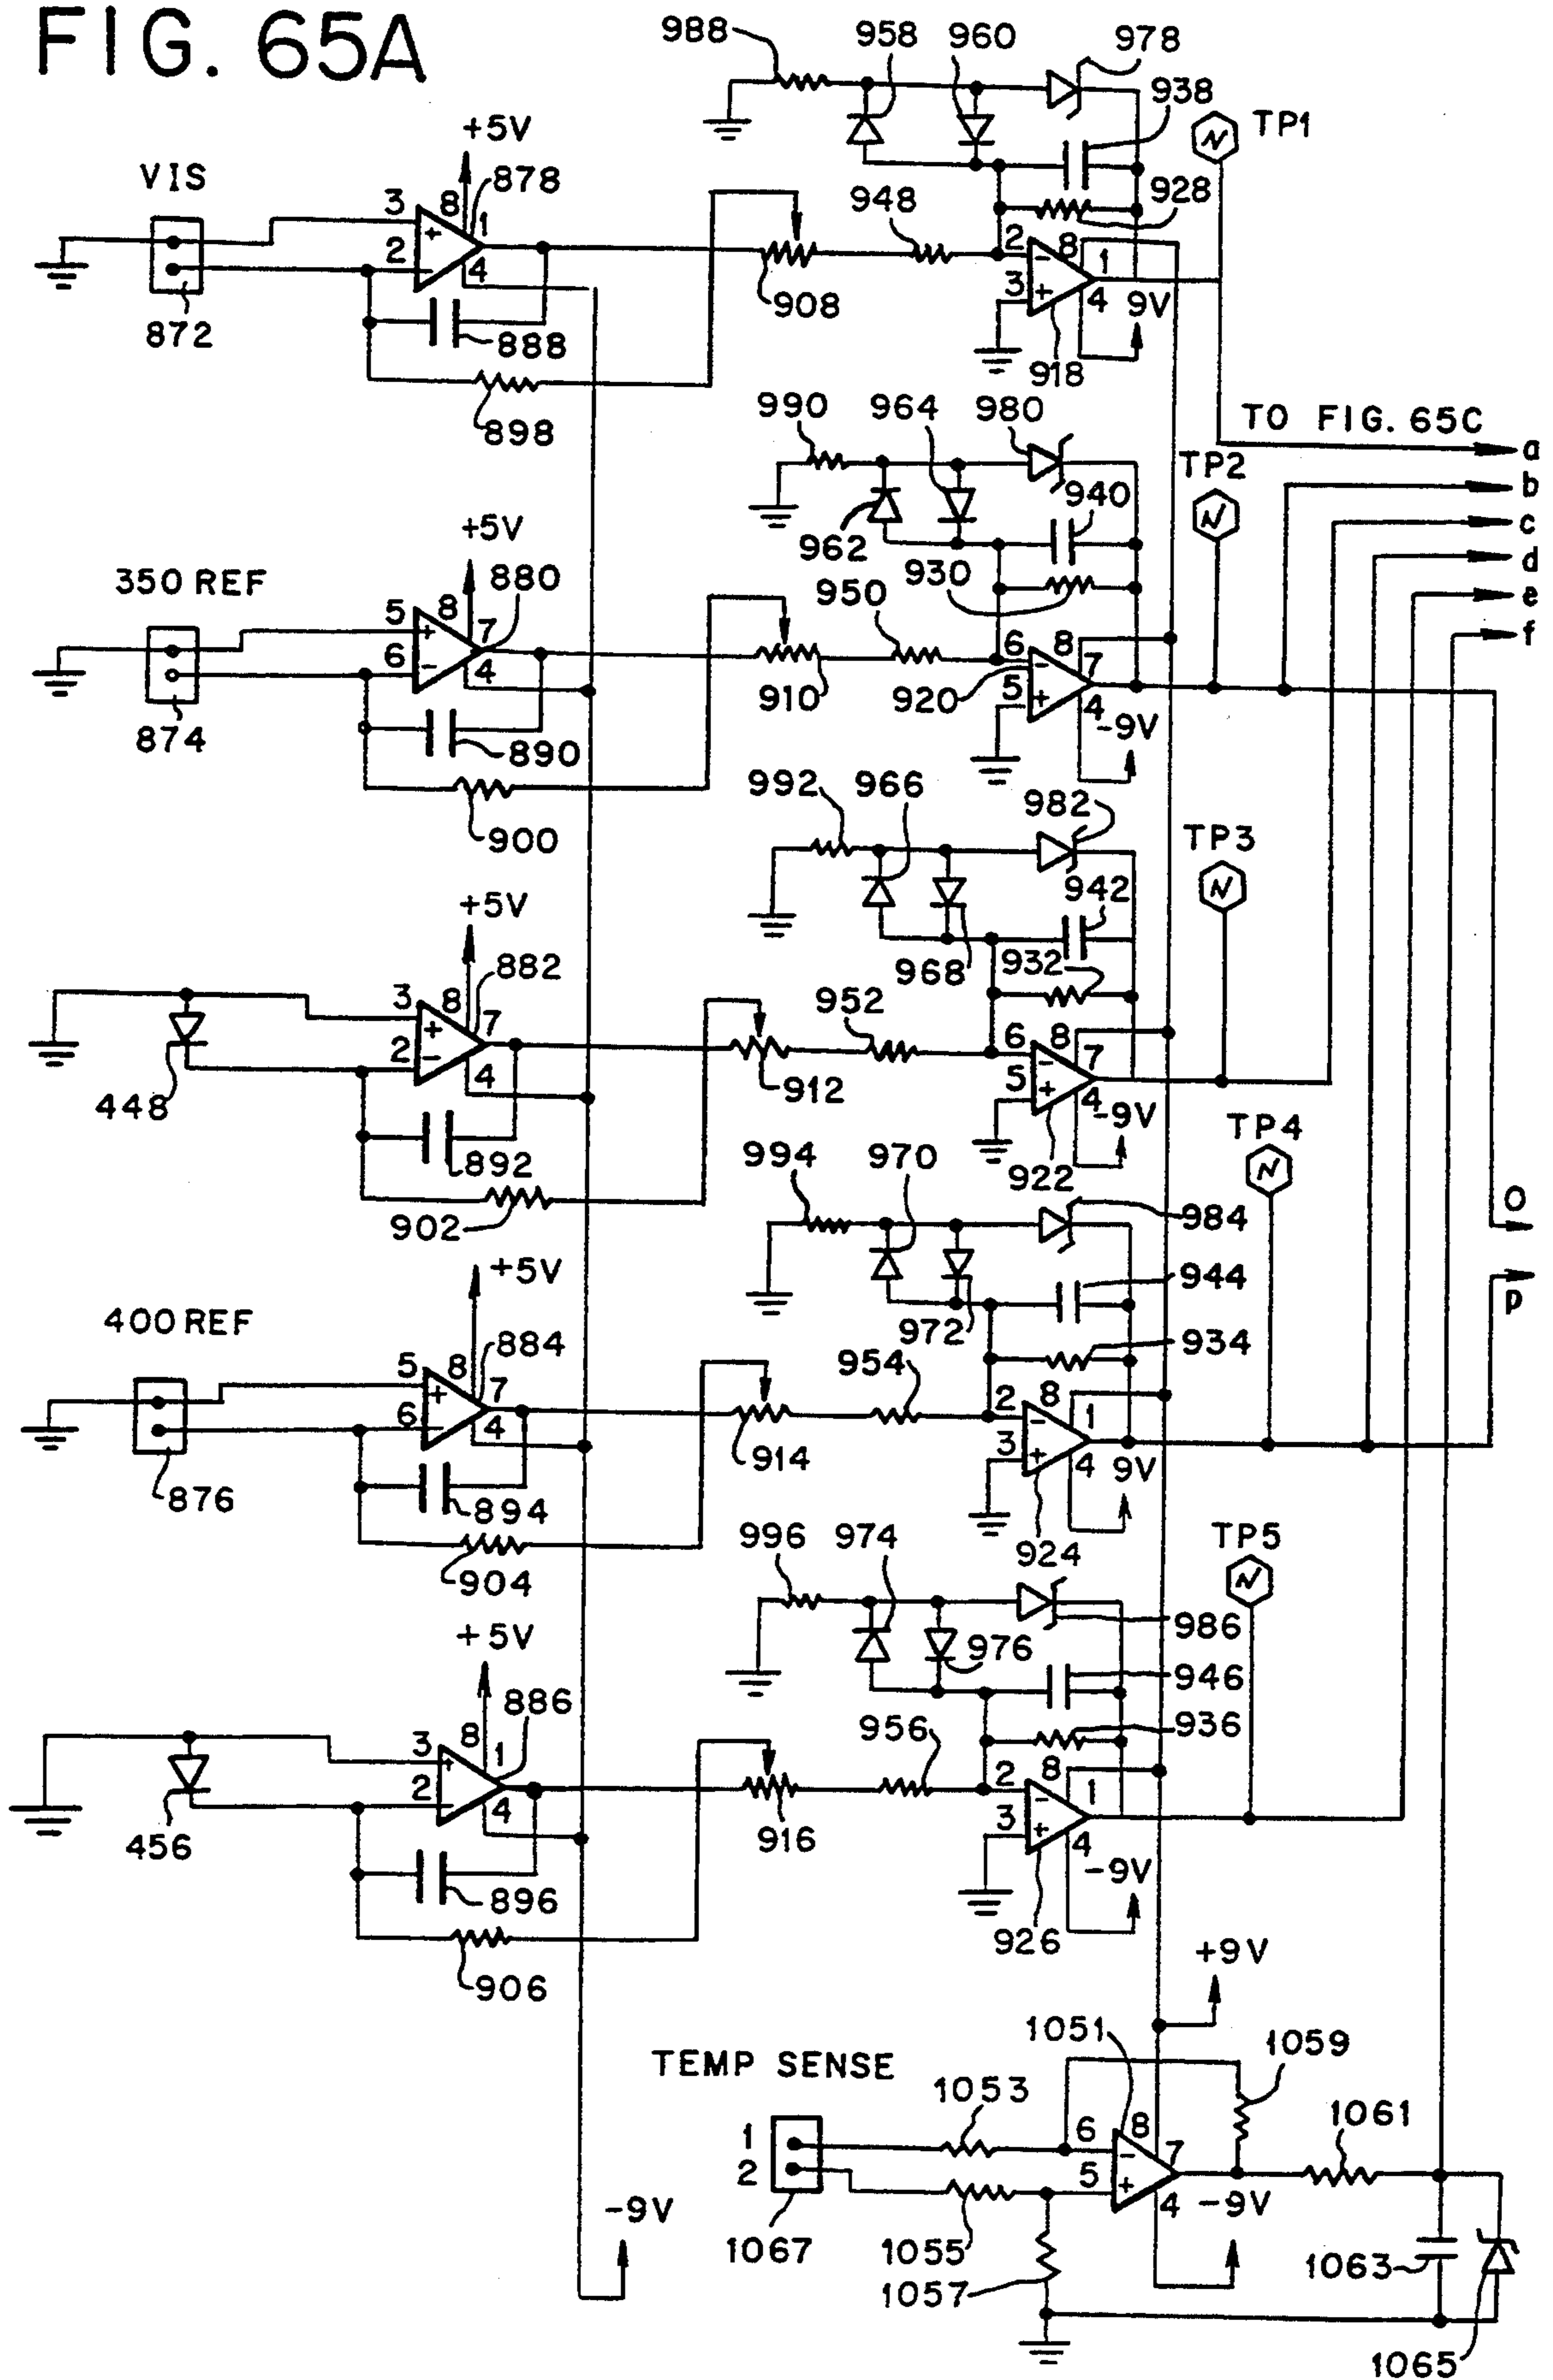 FIG. 65A
988 958 960 978
938
TP1
+5V
VIS
878
3 8 1
+
2 -
4
948
928
2 8 1
-
3 +
4 9V
872
888
908
918
898
990 964 980
TO FIG. 65C
a
TP2
b
940
c
962
d
+5V
930
e
350 REF
880
950
f
5 8 7
+
6 -
4
6 8 7
-
920
5 +
4
-9V
910
874
890
900
992 966 982
TP3
942
+5V
882
968 932
3 8 7
+
2 -
4
952
6 8 7
-
5 +
4 -9V
448
912
TP4
892
994 970
922
902
984
O
+5V
944
p
400 REF
972
884
934
954
5 8 7
+
6 -
4
2 8 1
-
3 +
4 9V
914
876
894
996 974
924
TP5
904
986
+5V
976
946
886
956
936
3 8 1
+
2 -
4
2 8 1
-
3 +
4
-9V
456
916
896
926
906
+9V
1051
1059
TEMP SENSE
1053
1061
1
2
6 8 7
-
5 +
4 -9V
-9V
1067
1055
1057
1063
1065